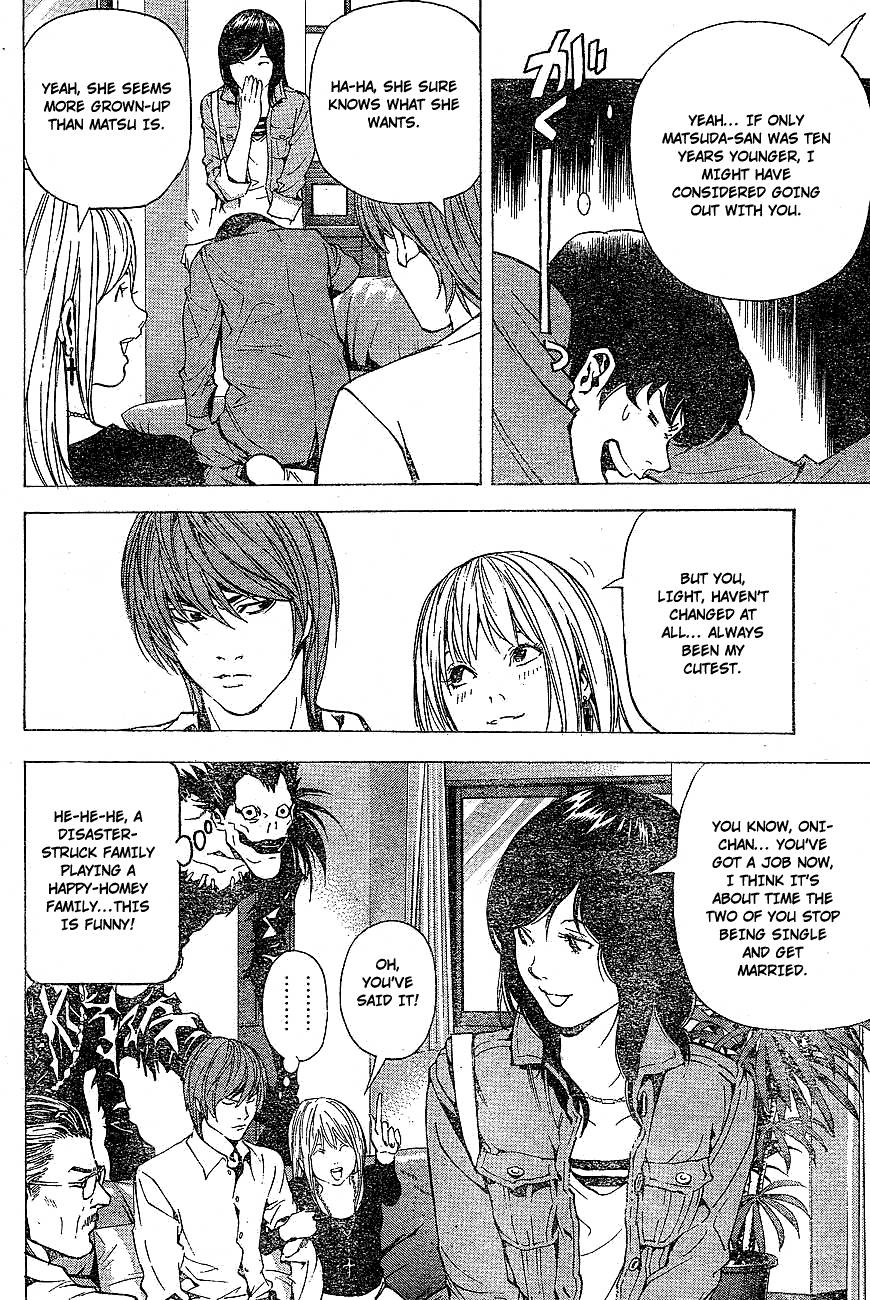 YEAH... IF ONLY
MATSUDA-SAN WAS TEN
YEARS YOUNGER, I
MIGHT HAVE
CONSIDERED GOING
OUT WITH YOU.
がくーっ
HA-HA, SHE SURE
KNOWS WHAT SHE
WANTS.
YEAH, SHE SEEMS
MORE GROWN-UP
THAN MATSU IS.
BUT YOU,
LIGHT, HAVEN'T
CHANGED AT
ALL... ALWAYS
BEEN MY
CUTEST.
YOU KNOW, ONI-
CHAN... YOU'VE
GOT A JOB NOW,
I THINK IT'S
ABOUT TIME THE
TWO OF YOU STOP
BEING SINGLE
AND GET
MARRIED.
OH,
YOU'VE
SAID IT!
......
......
HE-HE-HE, A
DISASTER-
STRUCK FAMILY
PLAYING A
HAPPY-HOMEY
FAMILY...THIS
IS FUNNY!